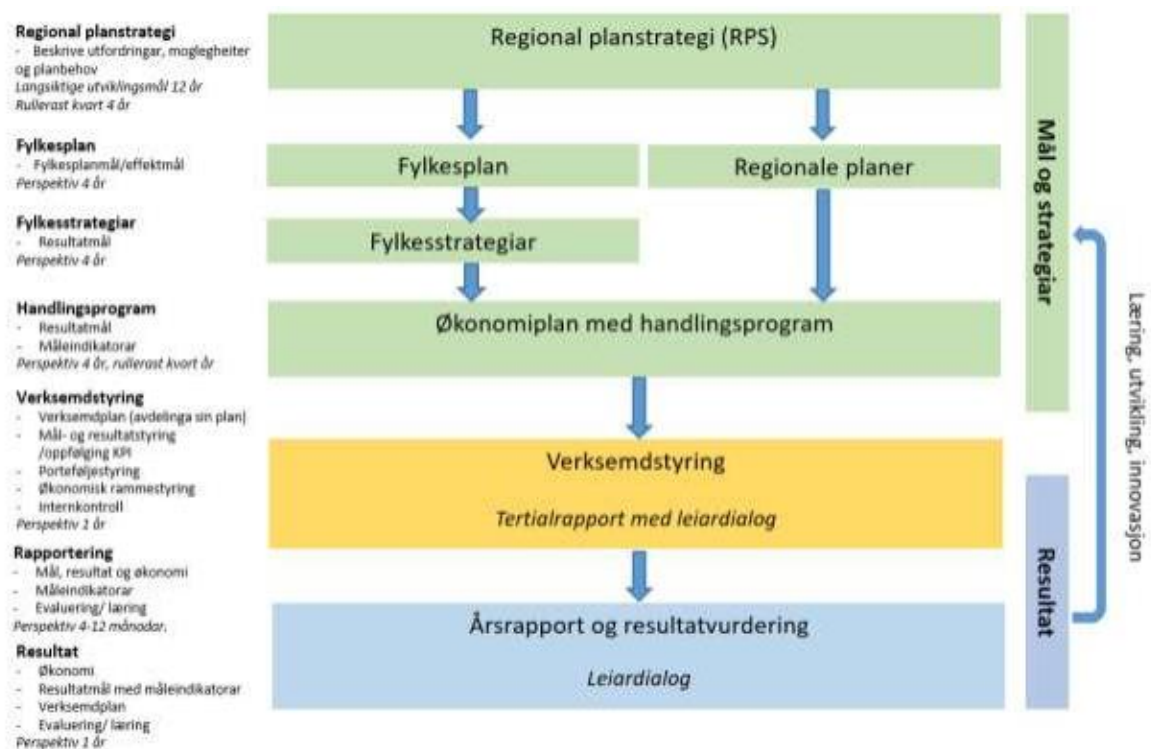 Regional planstrategi
- Beskrive utfordringar, moglegheiter
og planbehov
Langsiktige utviklingsmål 12 år
Rullerast kvart 4 år
Fylkesplan
- Fylkesplanmål/effektmål
Perspektiv 4 år
Fylkesstrategiar
- Resultatmål
Perspektiv 4 år
Handlingsprogram
- Resultatmål
- Måleindikatorar
Perspektiv 4 år, rullerast kvart år
Verksemdstyring
- Verksemdplan (avdelinga sin plan)
- Mål- og resultatstyring
/oppfølging KPI
- Porteføljestyring
- Økonomisk rammestyring
- Internkontroll
Perspektiv 1 år
Rapportering
- Mål, resultat og økonomi
- Måleindikatorar
- Evaluering/ læring
Perspektiv 4-12 månadar.
Resultat
- Økonomi
- Resultatmål med måleindikatorar
- Verksemdplan
- Evaluering/ læring
Perspektiv 1 år
Regional planstrategi (RPS)
Fylkesplan
Regionale planer
Fylkesstrategiar
Økonomiplan med handlingsprogram
Verksemdstyring
Tertialrapport med leiardialog
Årsrapport og resultatvurdering
Leiardialog
Mål og strategiar
Resultat
Læring, utvikling, innovasjon